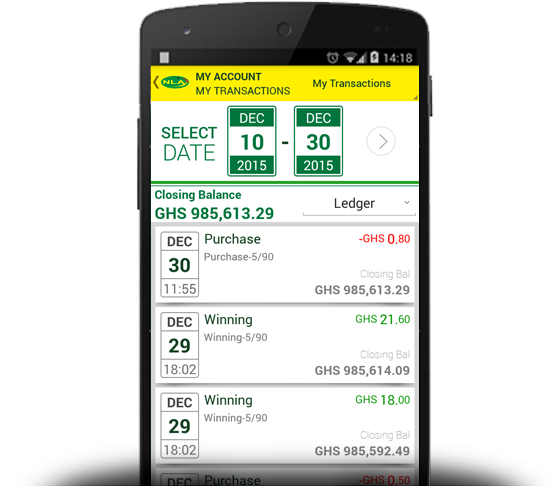 14:18
NLA
MY ACCOUNT
MY TRANSACTIONS
My Transactions
SELECT
DATE
DEC
10
2015
-
DEC
30
2015
Closing Balance
GHS 985,613.29
Ledger
DEC
30
11:55
Purchase
Purchase-5/90
-GHS 0.80
Closing Bal
GHS 985,613.29
DEC
29
18:02
Winning
Winning-5/90
GHS 21.60
Closing Bal
GHS 985,614.09
DEC
29
18:02
Winning
Winning-5/90
GHS 18.00
Closing Bal
GHS 985,592.49
DEC
Purchase
-GHS 0.50